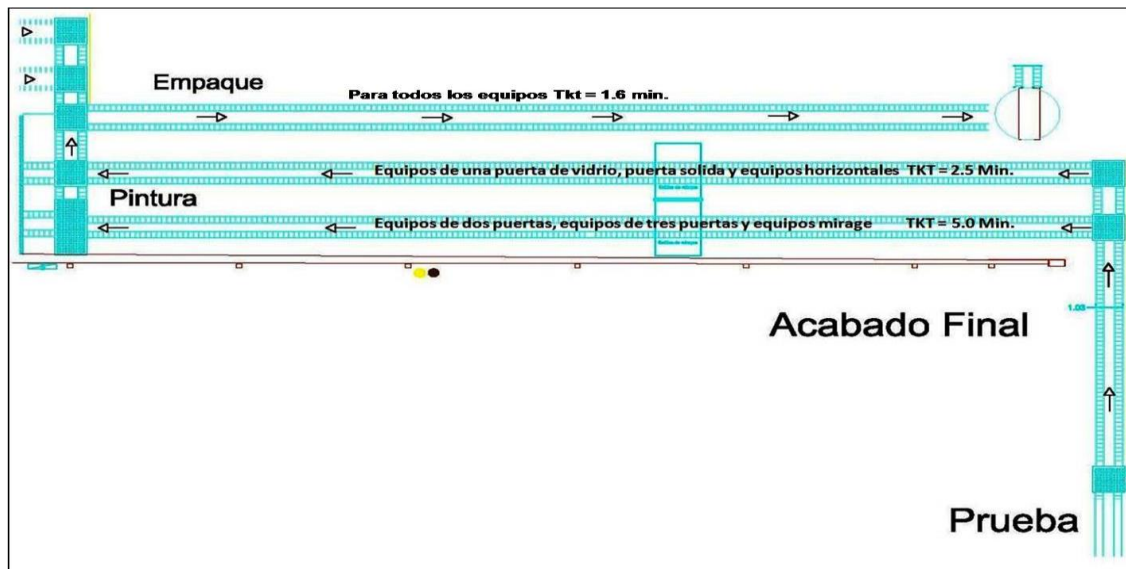 Empaque
Para todos los equipos Tkt = 1.6 min.
Equipos de una puerta de vidrio, puerta solida y equipos horizontales TKT = 2.5 Min.
Pintura
Equipos de dos puertas, equipos de tres puertas y equipos mirage TKT = 5.0 Min.
1.03
Acabado Final
Prueba